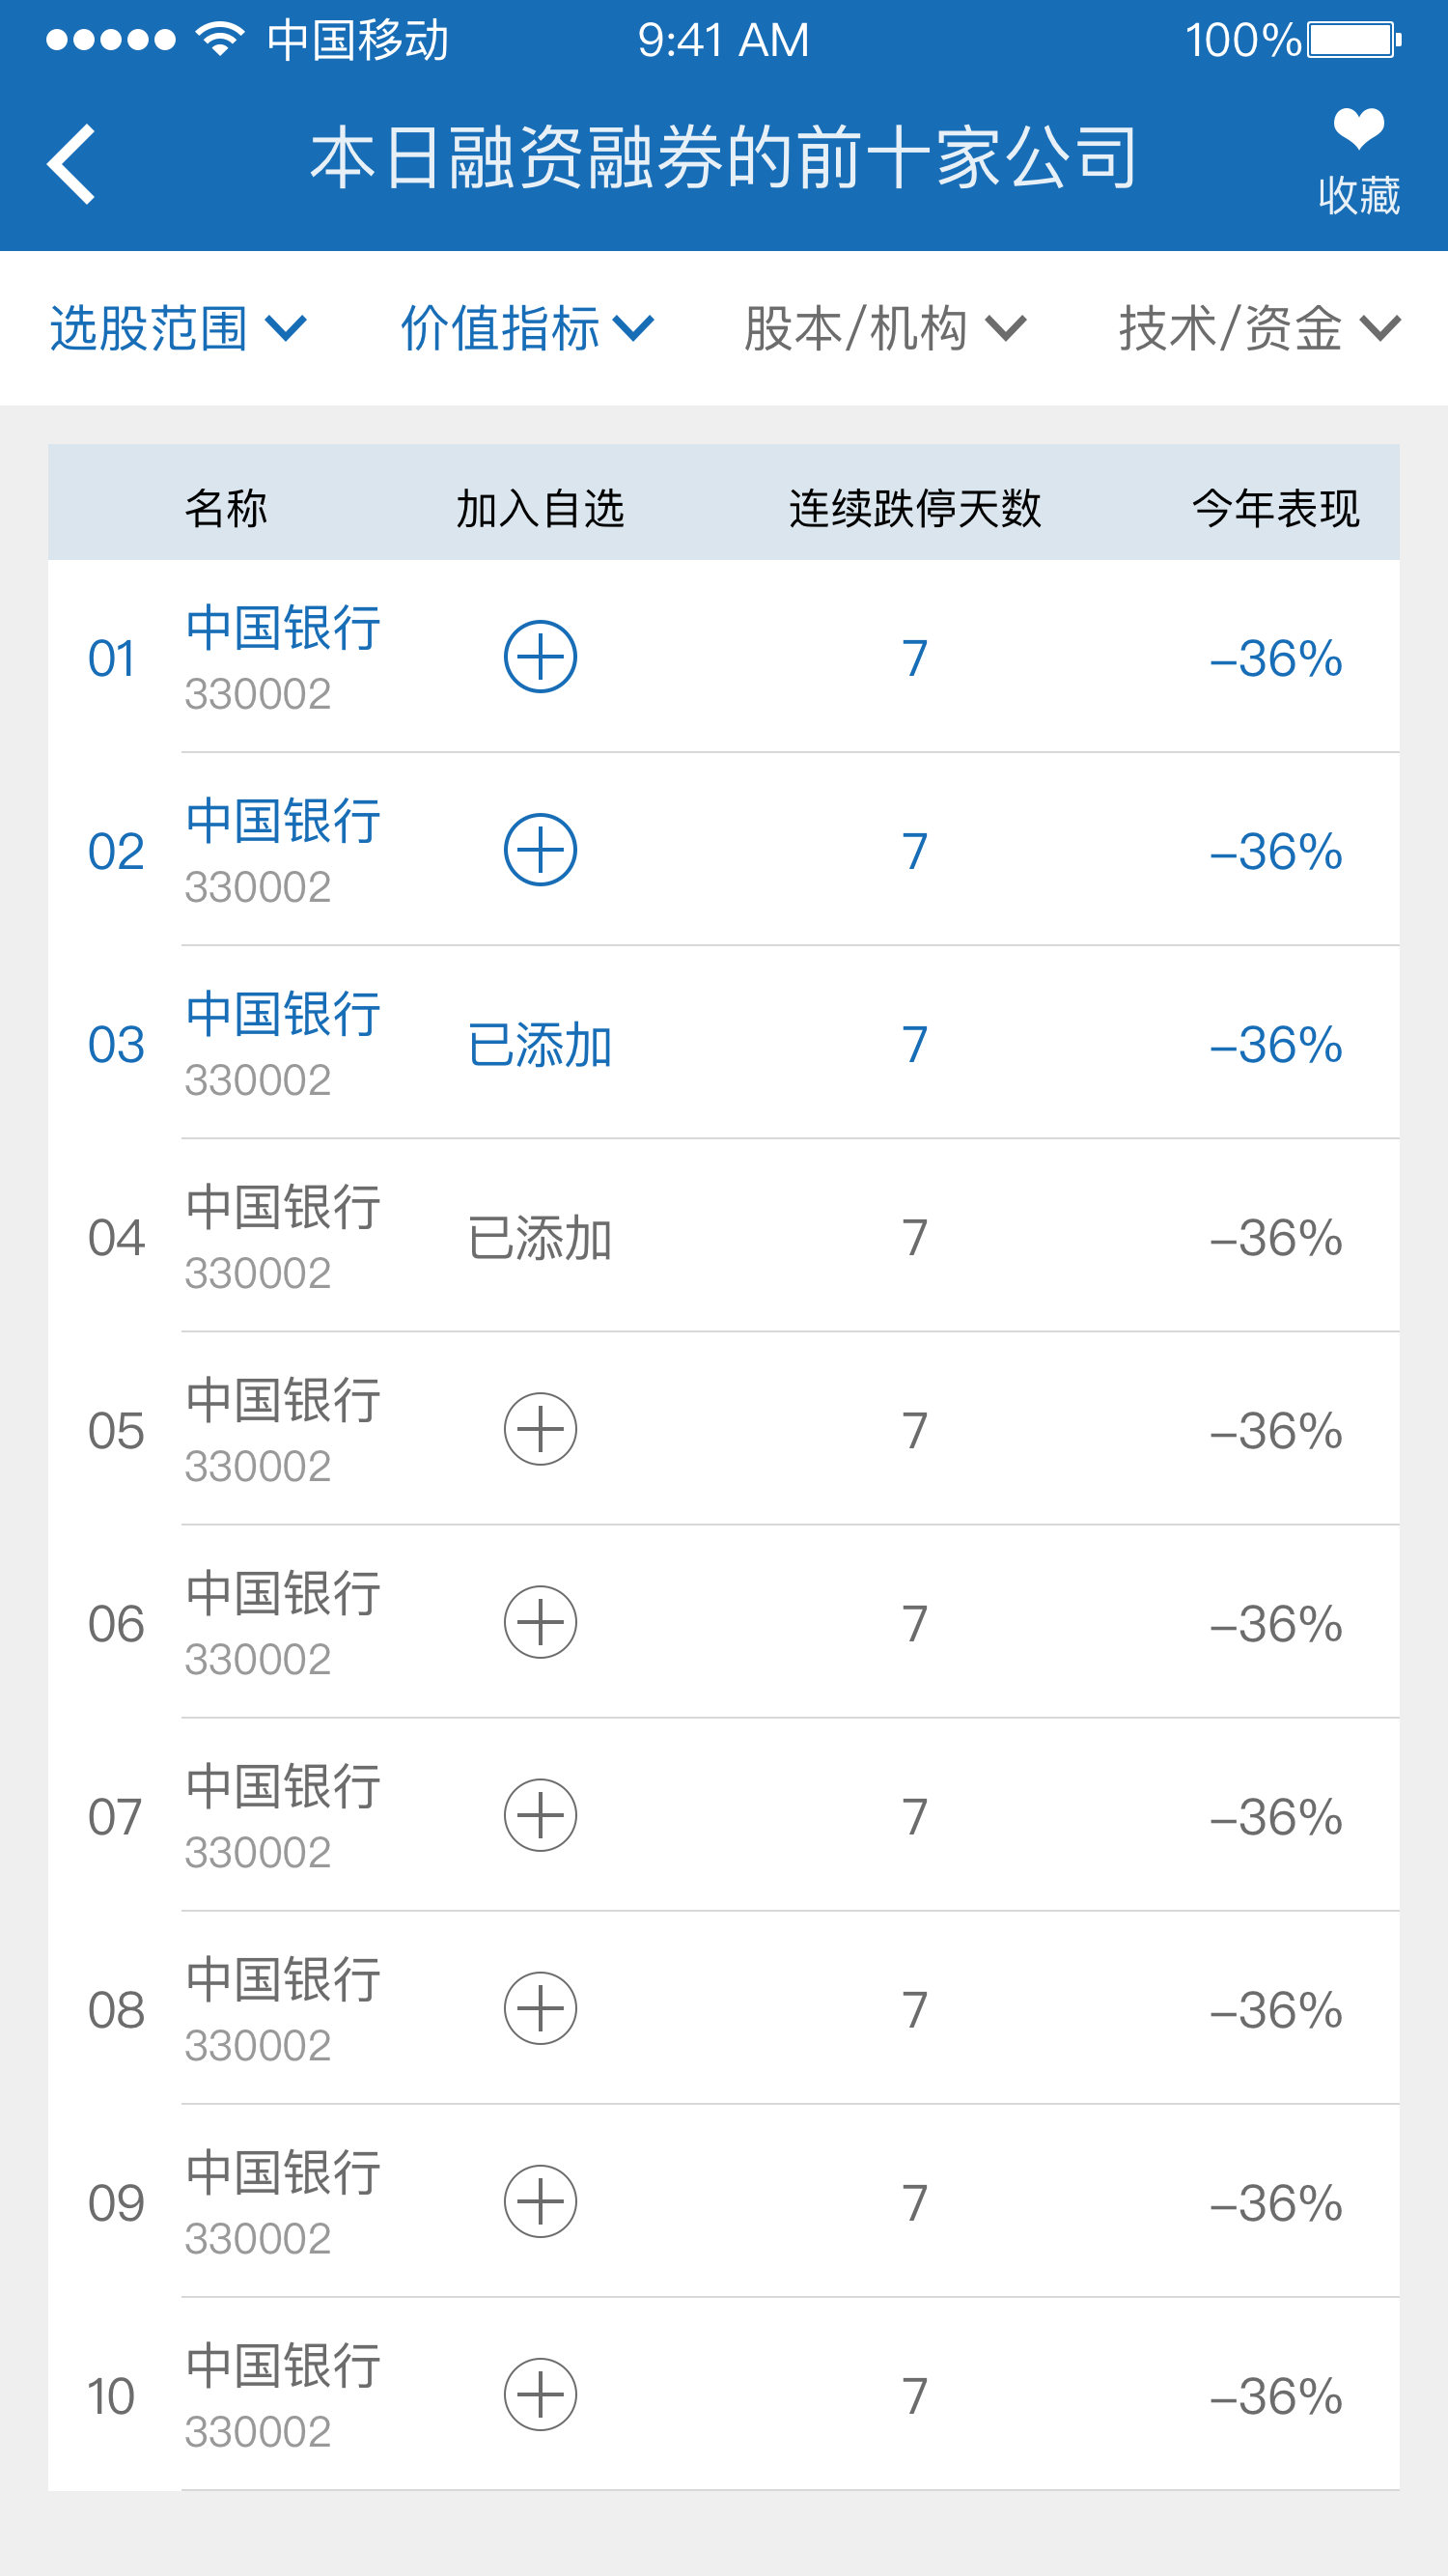 中国移动 9:41 AM 100%
本日融资融券的前十家公司
收藏
选股范围 价值指标 股本/机构 技术/资金
名称 加入自选 连续跌停天数 今年表现
01 中国银行 7 –36%
330002
02 中国银行 7 –36%
330002
03 中国银行 已添加 7 –36%
330002
04 中国银行 已添加 7 –36%
330002
05 中国银行 7 –36%
330002
06 中国银行 7 –36%
330002
07 中国银行 7 –36%
330002
08 中国银行 7 –36%
330002
09 中国银行 7 –36%
330002
10 中国银行 7 –36%
330002